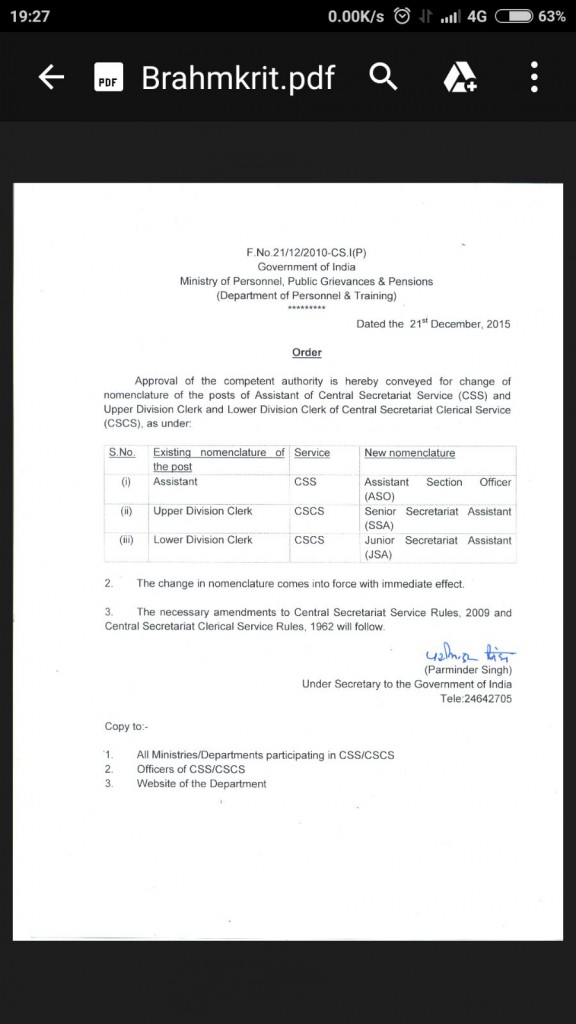 19:27
0.00K/s 4G 63%
PDF Brahmkrit.pdf
F.No.21/12/2010-CS.I(P)
Government of India
Ministry of Personnel, Public Grievances & Pensions
(Department of Personnel & Training)
*********
Dated the 21st December, 2015
Order
Approval of the competent authority is hereby conveyed for change of
nomenclature of the posts of Assistant of Central Secretariat Service (CSS) and
Upper Division Clerk and Lower Division Clerk of Central Secretariat Clerical Service
(CSCS), as under:
S.No. Existing nomenclature of the post Service New nomenclature
(i) Assistant CSS Assistant Section Officer (ASO)
(ii) Upper Division Clerk CSCS Senior Secretariat Assistant (SSA)
(iii) Lower Division Clerk CSCS Junior Secretariat Assistant (JSA)
2. The change in nomenclature comes into force with immediate effect.
3. The necessary amendments to Central Secretariat Service Rules, 2009 and
Central Secretariat Clerical Service Rules, 1962 will follow.
(Parminder Singh)
Under Secretary to the Government of India
Tele:24642705
Copy to:-
1. All Ministries/Departments participating in CSS/CSCS
2. Officers of CSS/CSCS
3. Website of the Department